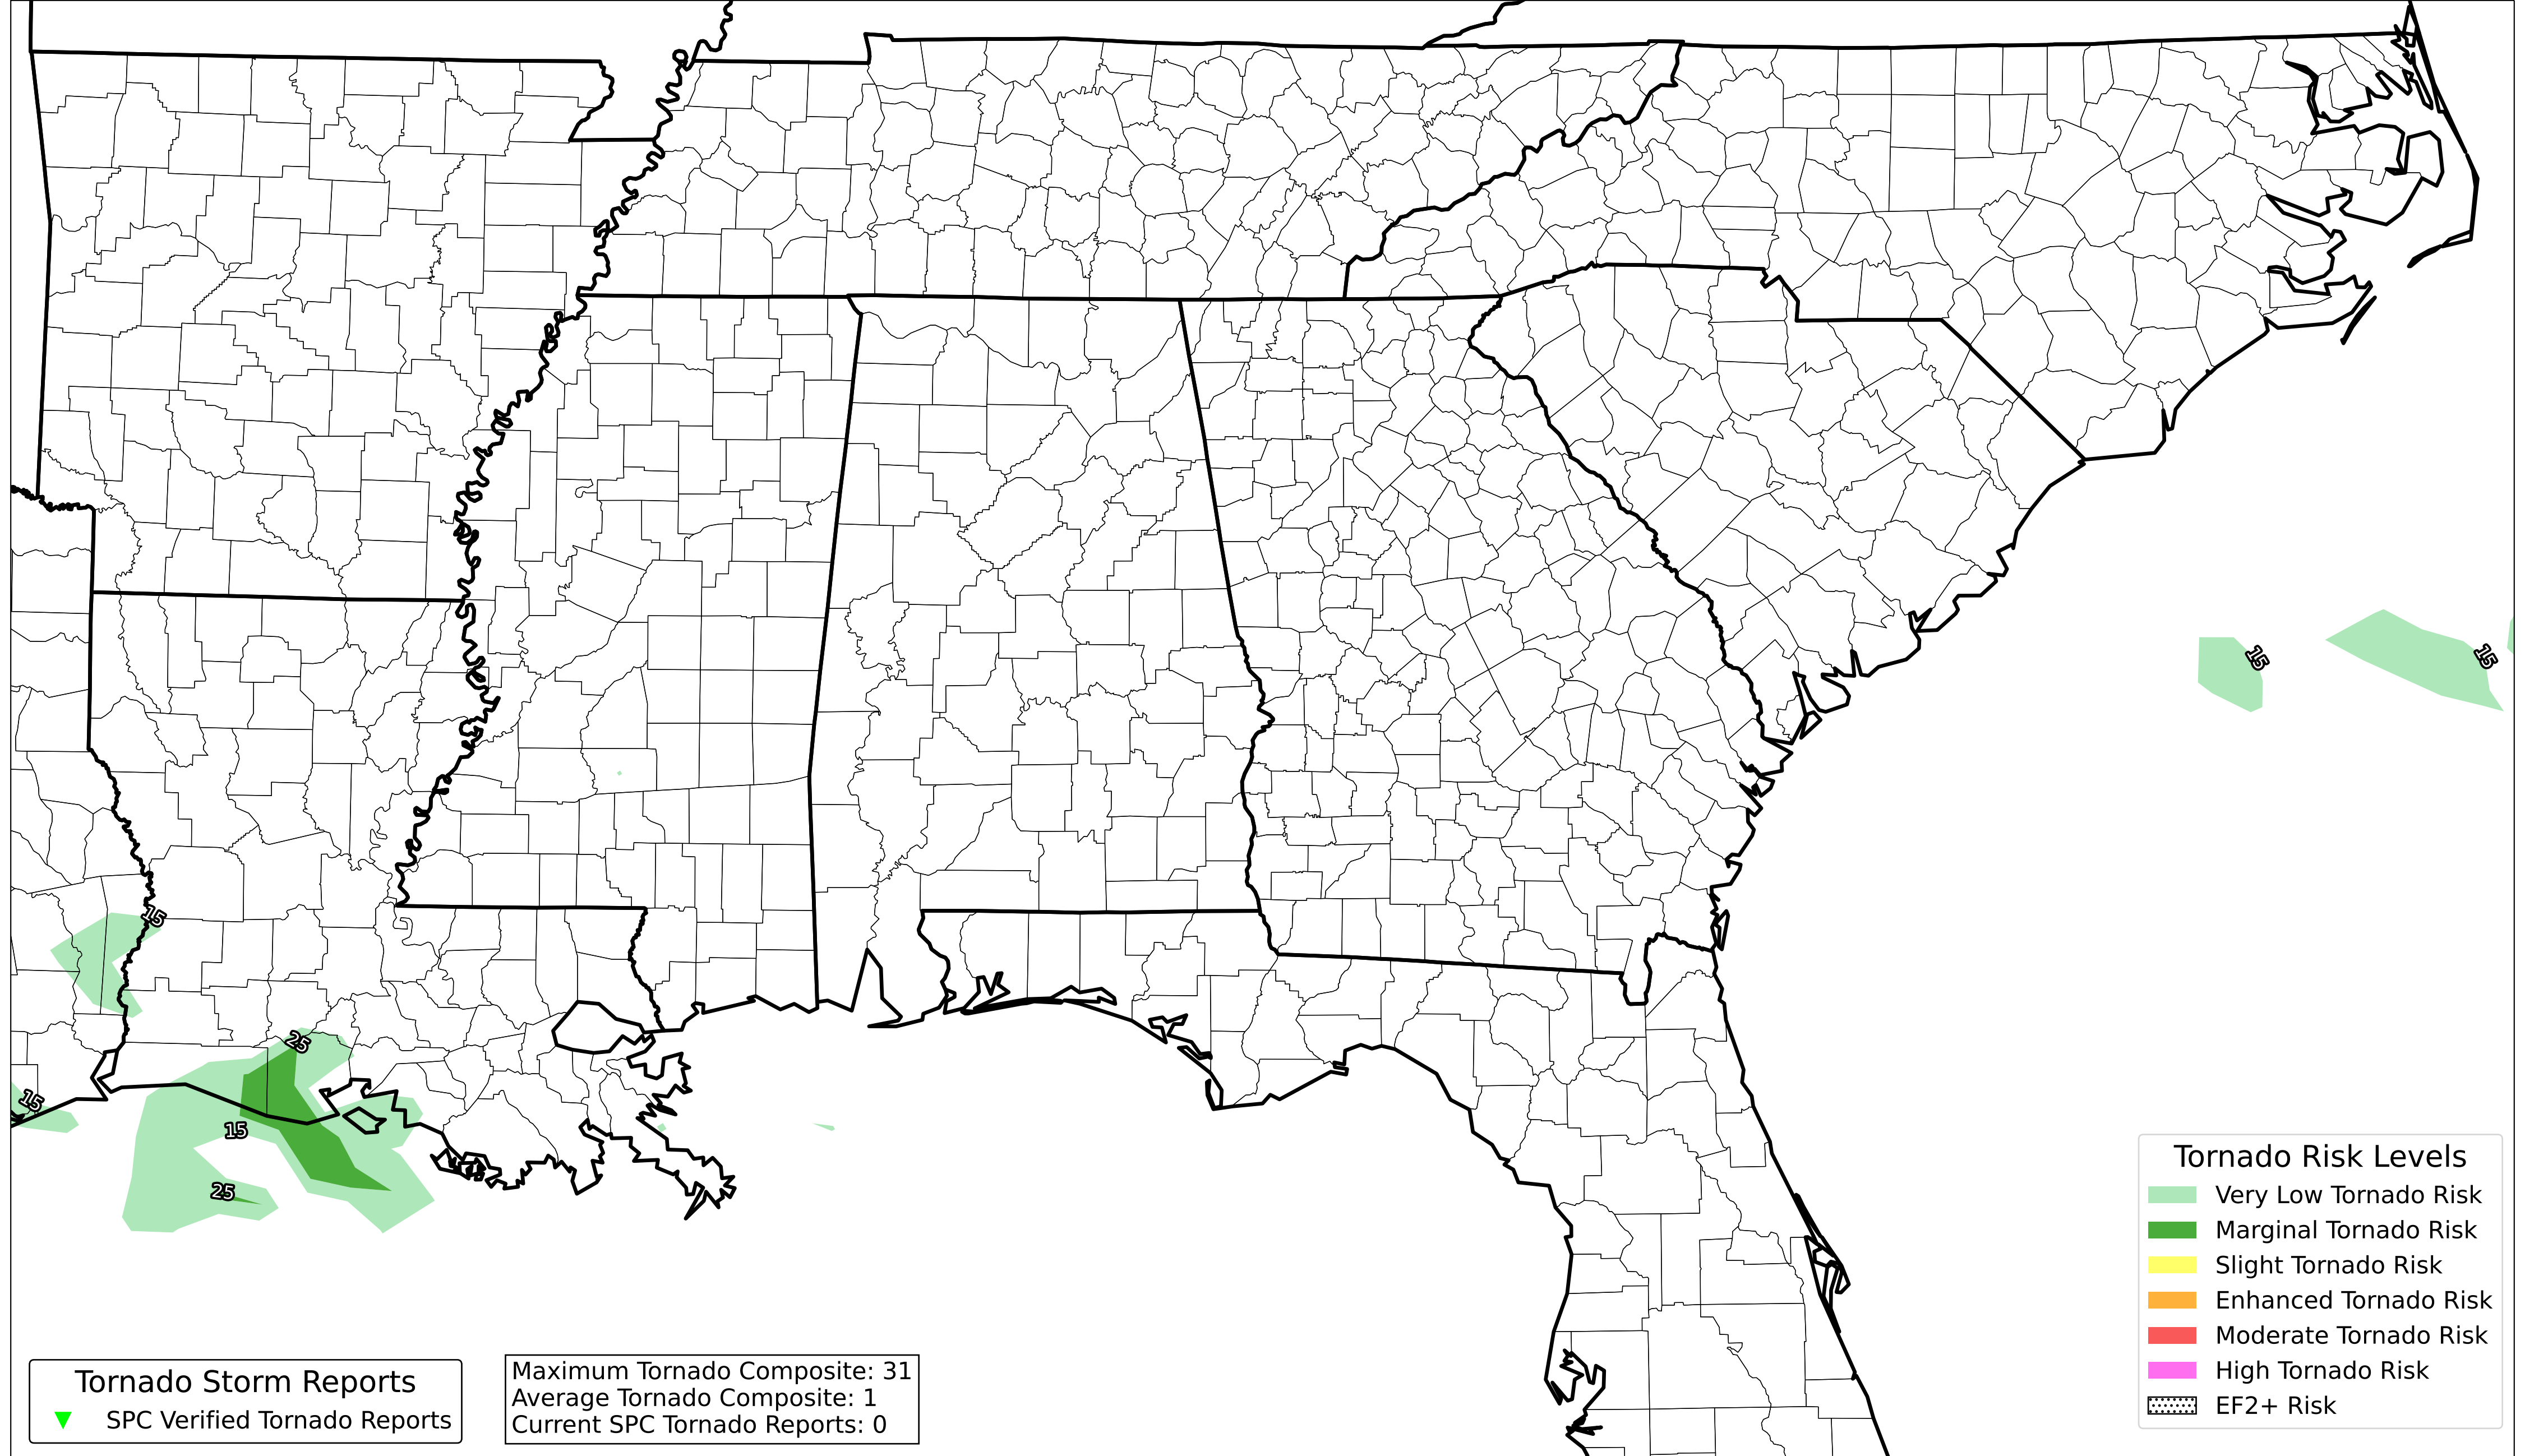 15
15
15
25
15
15
25
Tornado Risk Levels
Very Low Tornado Risk
Marginal Tornado Risk
Slight Tornado Risk
Enhanced Tornado Risk
Moderate Tornado Risk
High Tornado Risk
EF2+ Risk
Tornado Storm Reports
SPC Verified Tornado Reports
Maximum Tornado Composite: 31
Average Tornado Composite: 1
Current SPC Tornado Reports: 0